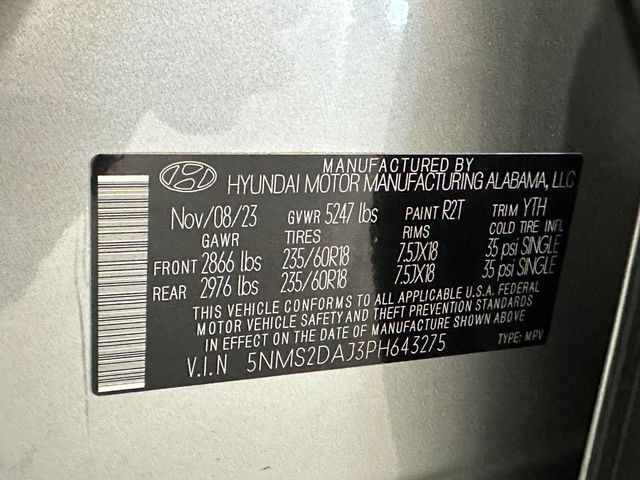 MANUFACTURED BY
HYUNDAI MOTOR MANUFACTURING ALABAMA, LLC
Nov/08/23 GVWR 5247 lbs PAINT R2T TRIM YTH
GAWR TIRES RIMS COLD TIRE INFL
FRONT 2866 lbs 235/60R18 7.5JX18 35 psi SINGLE
REAR 2976 lbs 235/60R18 7.5JX18 35 psi SINGLE
THIS VEHICLE CONFORMS TO ALL APPLICABLE U.S.A. FEDERAL
MOTOR VEHICLE SAFETY AND THEFT PREVENTION STANDARDS
IN EFFECT ON THE DATE OF MANUFACTURE SHOWN ABOVE
V.I.N 5NMS2DAJ3PH643275 TYPE: MPV